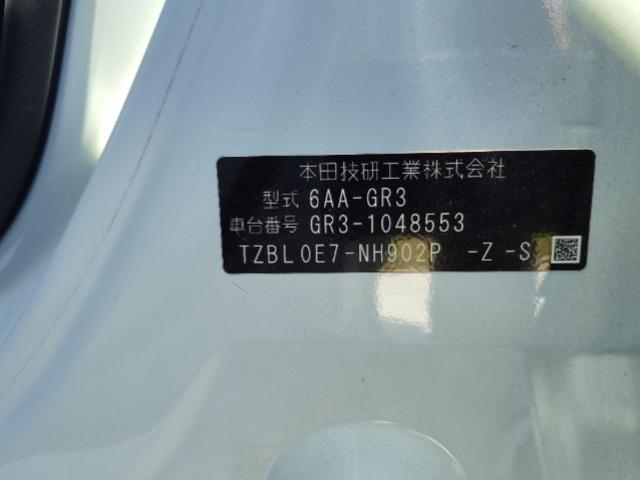 本田技研工業株式会社
型式 6AA-GR3
車台番号 GR3-1048553
TZBL0E7-NH902P -Z -S